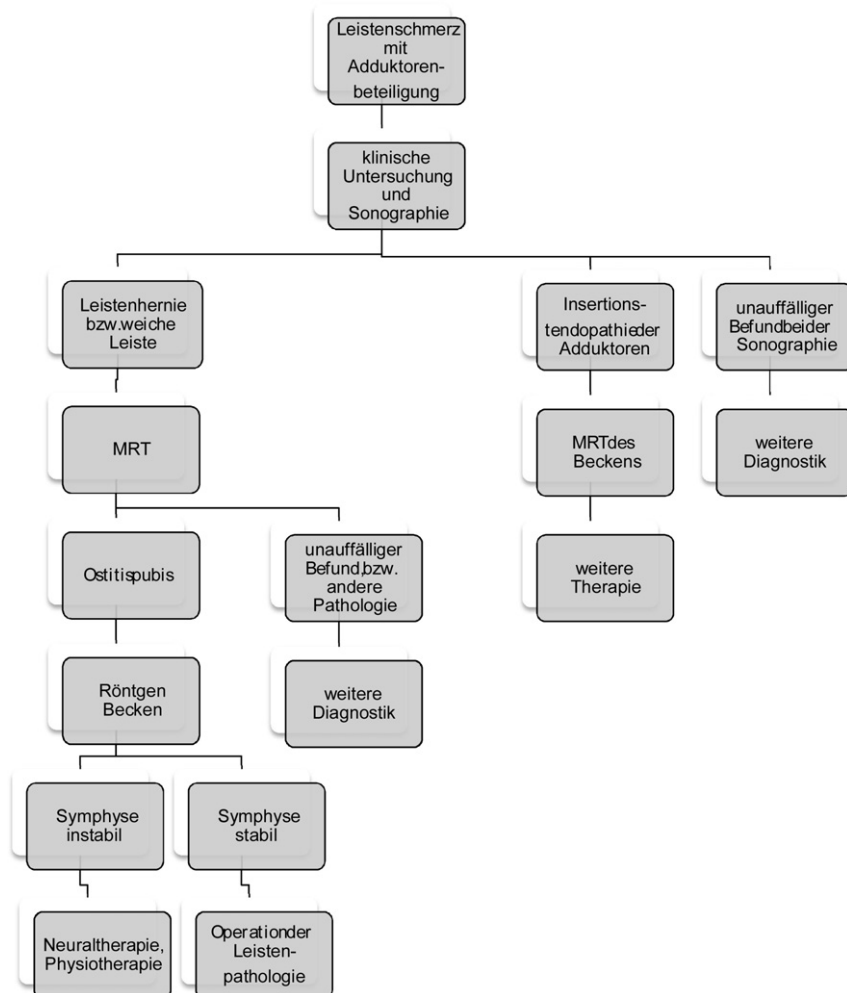 Leistenschmerz
mit
Adduktoren-
beteiligung
klinische
Untersuchung
und
Sonographie
Leistenhernie
bzw.weiche
Leiste
Insertions-
tendopathieder
Adduktoren
unauffälliger
Befundbeider
Sonographie
MRT
MRTdes
Beckens
weitere
Diagnostik
Ostitispubis
unauffälliger
Befund,bzw.
andere
Pathologie
weitere
Therapie
Röntgen
Becken
weitere
Diagnostik
Symphyse
instabil
Symphyse
stabil
Neuraltherapie,
Physiotherapie
Operationder
Leisten-
pathologie